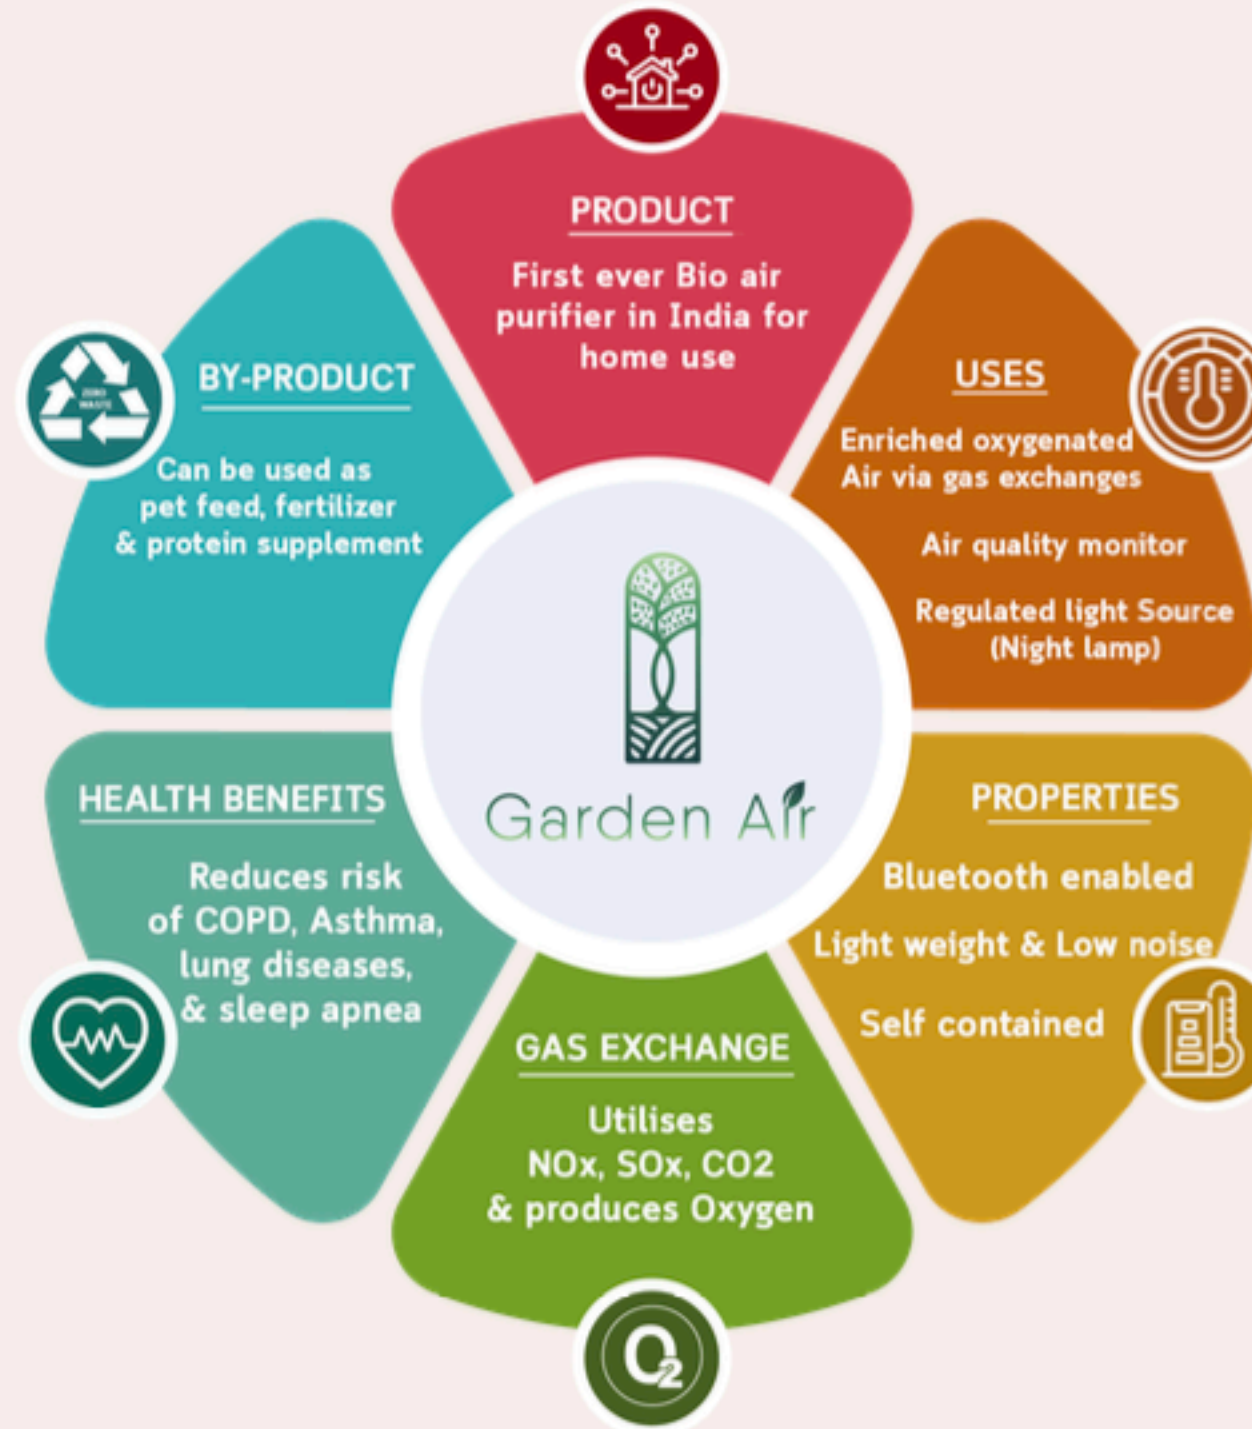 PRODUCT
First ever Bio air
purifier in India for
home use
USES
Enriched oxygenated
Air via gas exchanges
Air quality monitor
Regulated light Source
(Night lamp)
PROPERTIES
Bluetooth enabled
Light weight & Low noise
Self contained
GAS EXCHANGE
Utilises
NOx, SOx, CO2
& produces Oxygen
O2
HEALTH BENEFITS
Reduces risk
of COPD, Asthma,
lung diseases,
& sleep apnea
BY-PRODUCT
Can be used as
pet feed, fertilizer
& protein supplement
ZERO
WASTE
Garden Air